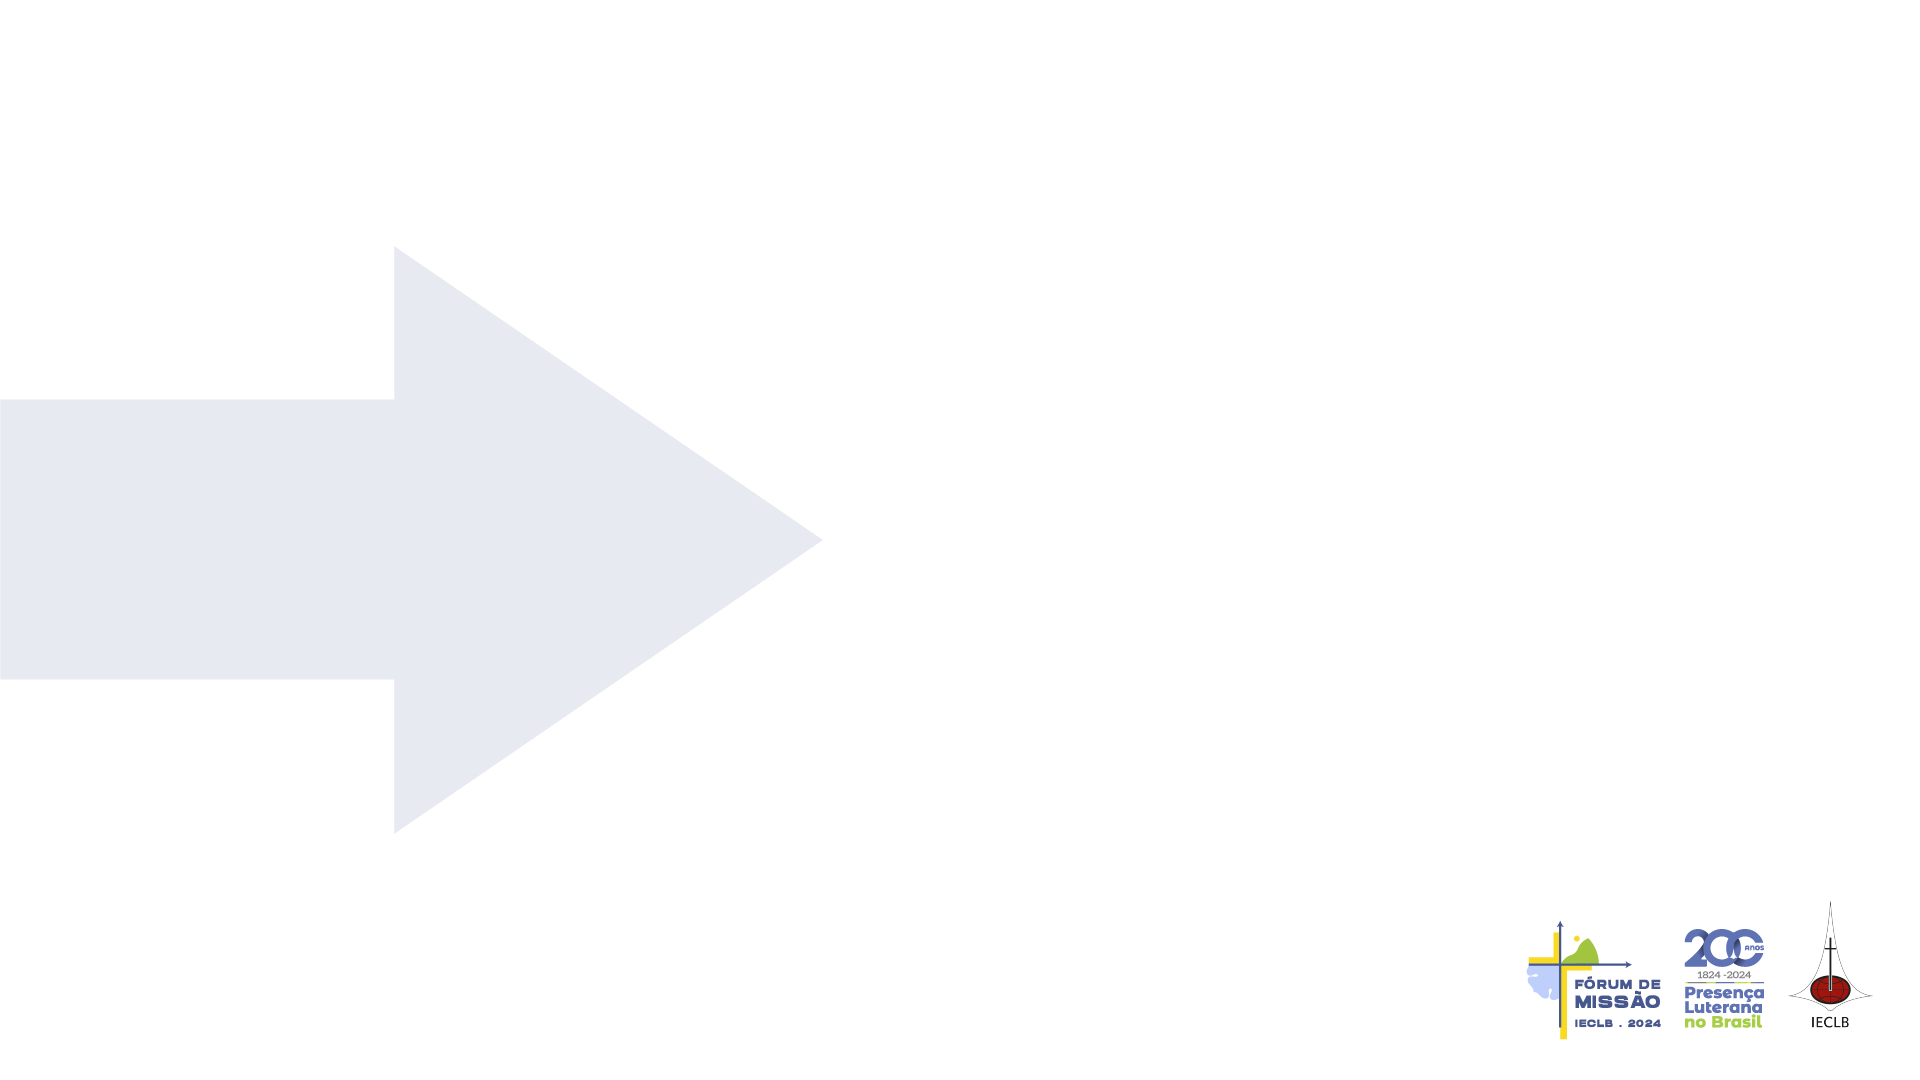 FÓRUM DE
MISSÃO
IECLB . 2024
200 anos
1824 -2024
Presença
Luterana
no Brasil
IECLB